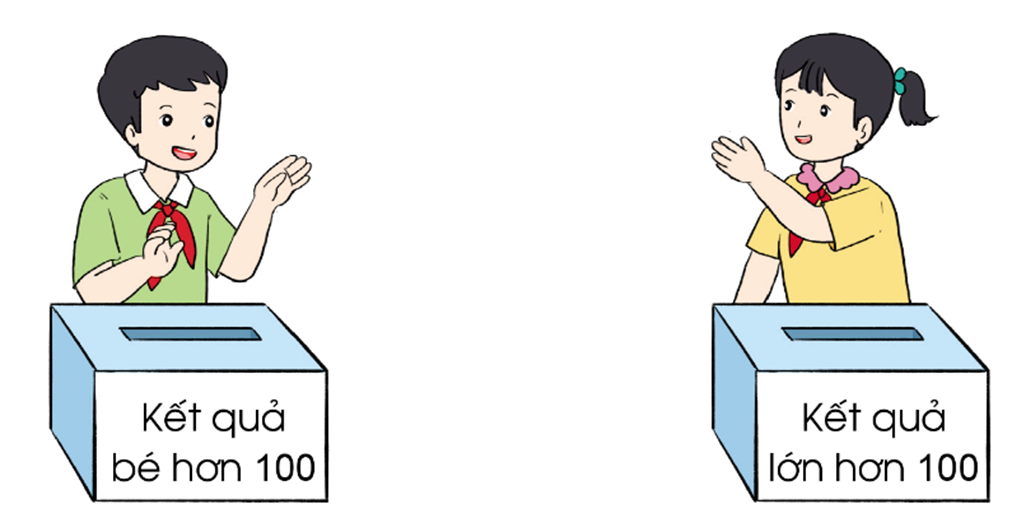 Kết quả
bé hơn 100
Kết quả
lớn hơn 100